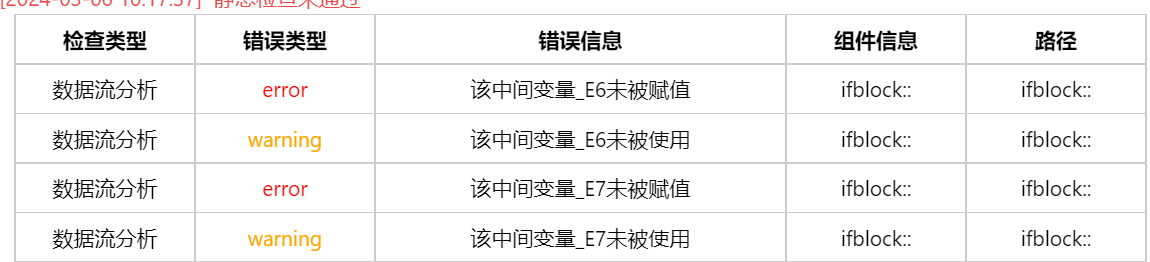 [2024-03-06 10:17:37] 静态检查未通过
检查类型 错误类型 错误信息 组件信息 路径
数据流分析 error 该中间变量_E6未被赋值 ifblock:: ifblock::
数据流分析 warning 该中间变量_E6未被使用 ifblock:: ifblock::
数据流分析 error 该中间变量_E7未被赋值 ifblock:: ifblock::
数据流分析 warning 该中间变量_E7未被使用 ifblock:: ifblock::